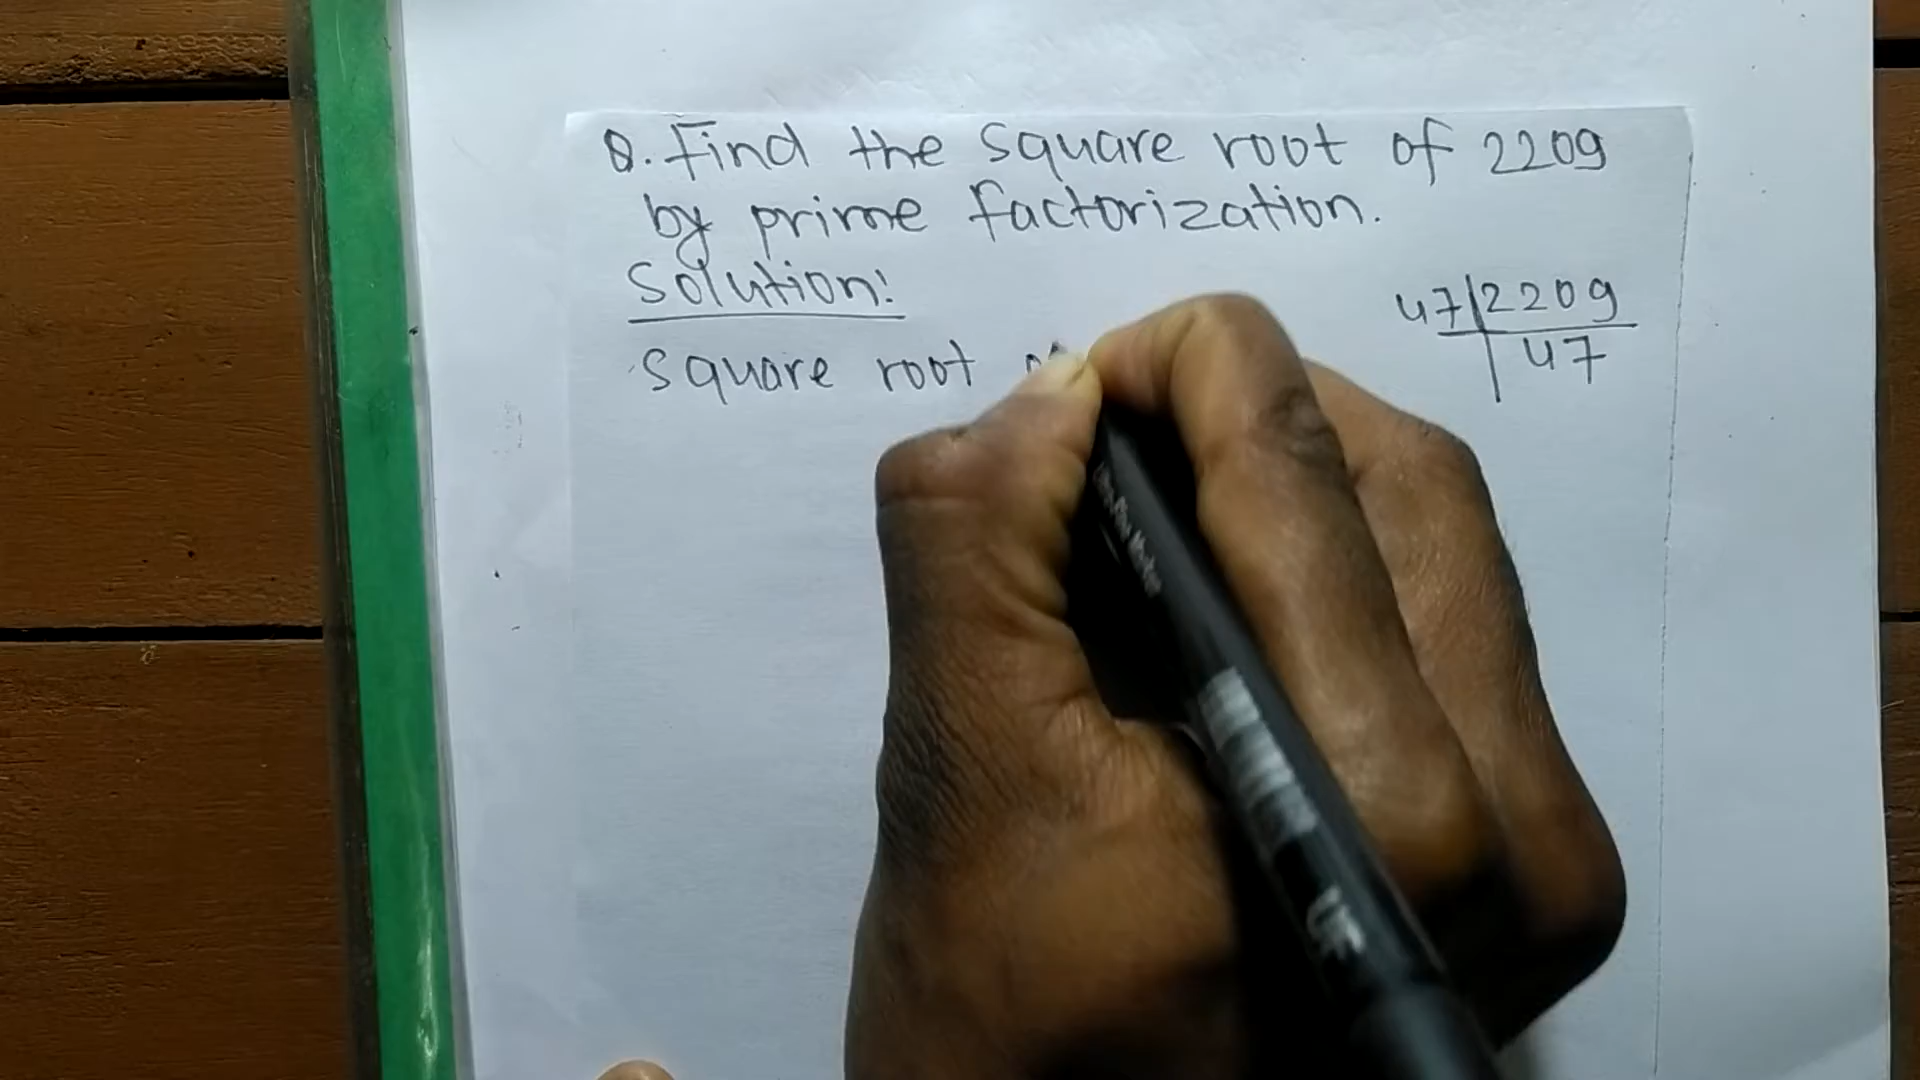 Q. Find the square root of 2209
by prime factorization.
Solution:
47 2209
47
square root